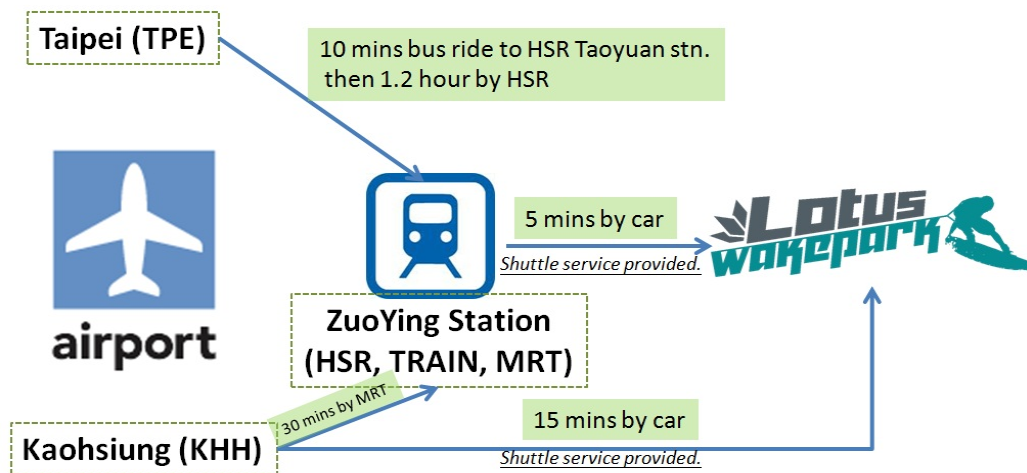 Taipei (TPE)
10 mins bus ride to HSR Taoyuan stn.
then 1.2 hour by HSR
airport
5 mins by car
Shuttle service provided.
Lotus
wakepark
ZuoYing Station
(HSR, TRAIN, MRT)
30 mins by MRT
Kaohsiung (KHH)
15 mins by car
Shuttle service provided.